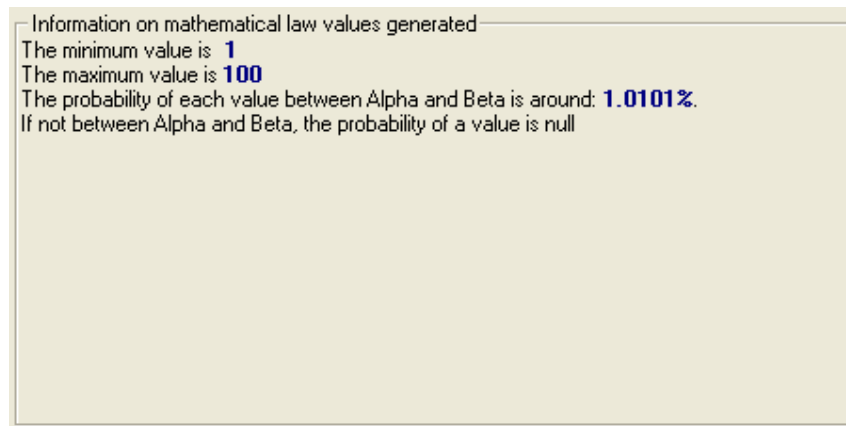 Information on mathematical law values generated
The minimum value is 1
The maximum value is 100
The probability of each value between Alpha and Beta is around: 1.0101%.
If not between Alpha and Beta, the probability of a value is null